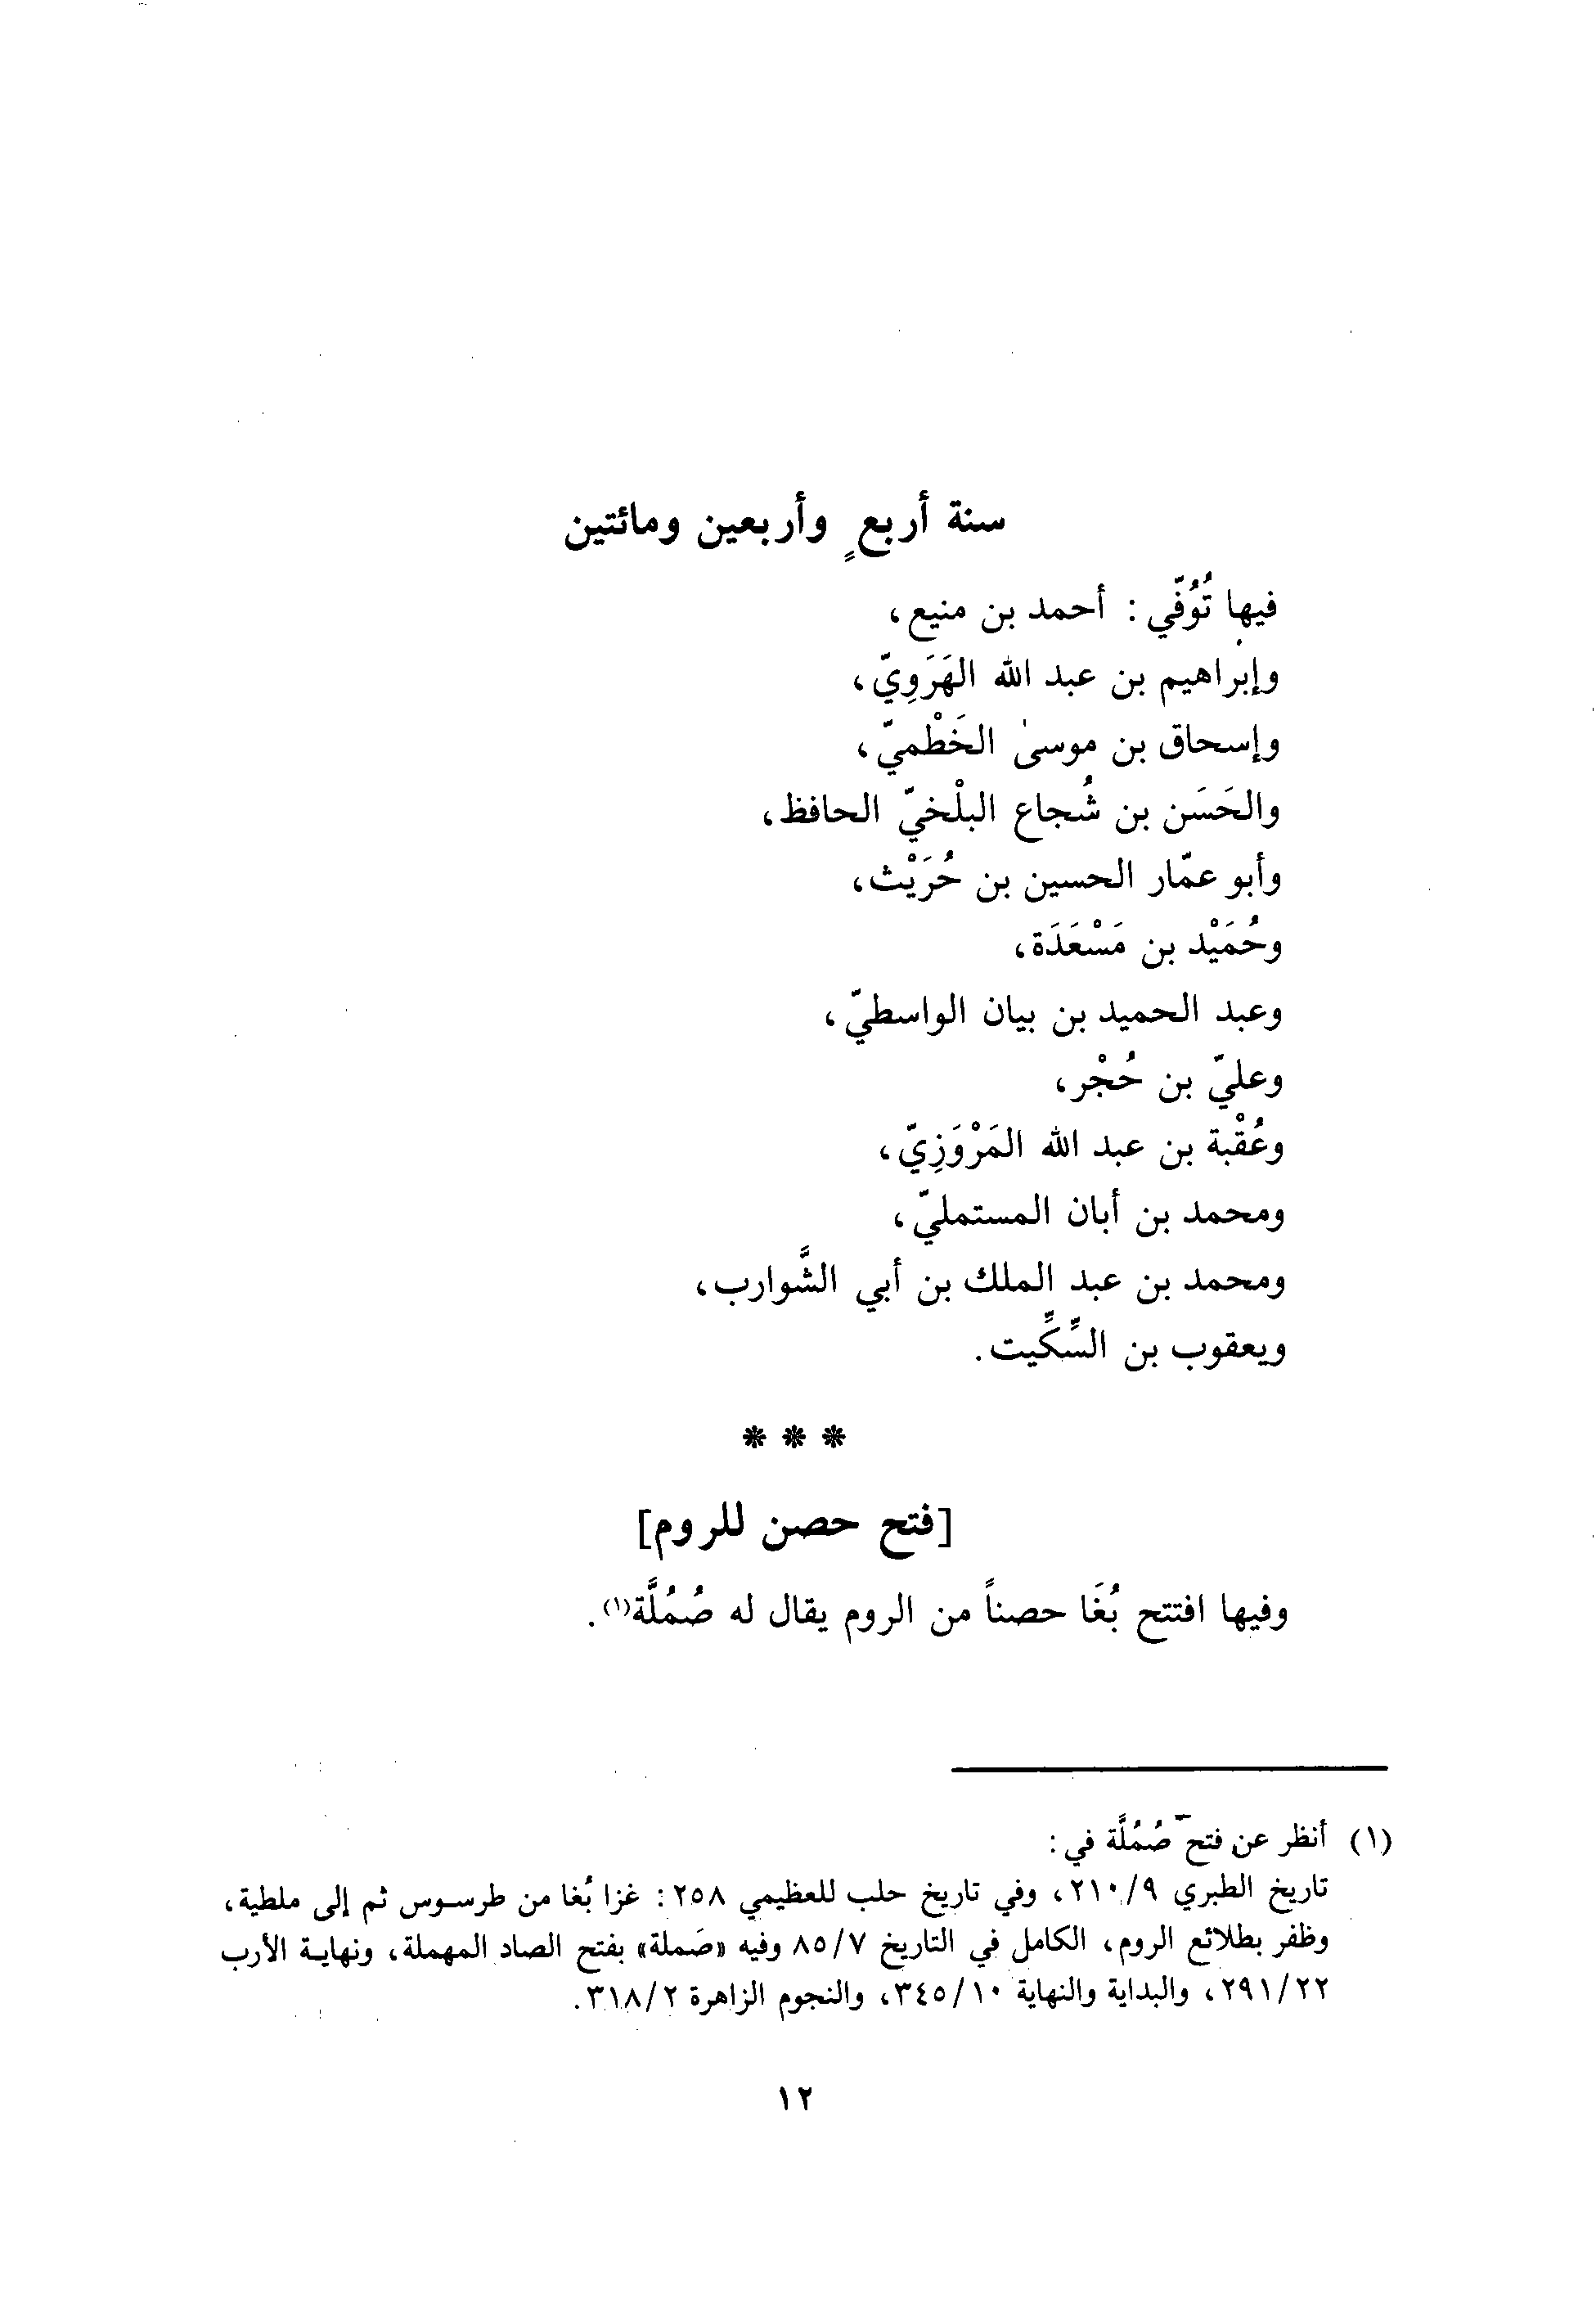 سنة أربعٍ وأربعين ومائتين
فيها تُوُفّي : أحمد بن منيع،
وإبراهيم بن عبد الله الهَرَوِيّ،
وإسحاق بن موسىٰ الخَطْميّ،
والحَسَن بن شُجاع البلْخيّ الحافظ،
وأبو عمّار الحسين بن حُرَيْث،
وحُمَيْد بن مَسْعَدَة،
وعبد الحميد بن بيان الواسطيّ،
وعليّ بن حُجْر،
وعُقْبة بن عبد الله المَرْوَزِيّ،
ومحمد بن أبان المستمليّ،
ومحمد بن عبد الملك بن أبي الشَّوارب،
ويعقوب بن السِّكِّيت.
* * *
[فتح حصن للروم]
وفيها افتتح بُغَا حصناً من الروم يقال له صُمُلَّة(١).
(١) أنظر عن فتح صُمُلَّة في :
تاريخ الطبري ٢١٠/٩، وفي تاريخ حلب للعظيمي ٢٥٨ : غزا بُغا من طرسوس ثم إلى ملطية،
وظفر بطلائع الروم، الكامل في التاريخ ٨٥/٧ وفيه «صَملة» بفتح الصاد المهملة، ونهاية الأرب
٢٩١/٢٢، والبداية والنهاية ٣٤٥/١٠، والنجوم الزاهرة ٣١٨/٢.
١٢